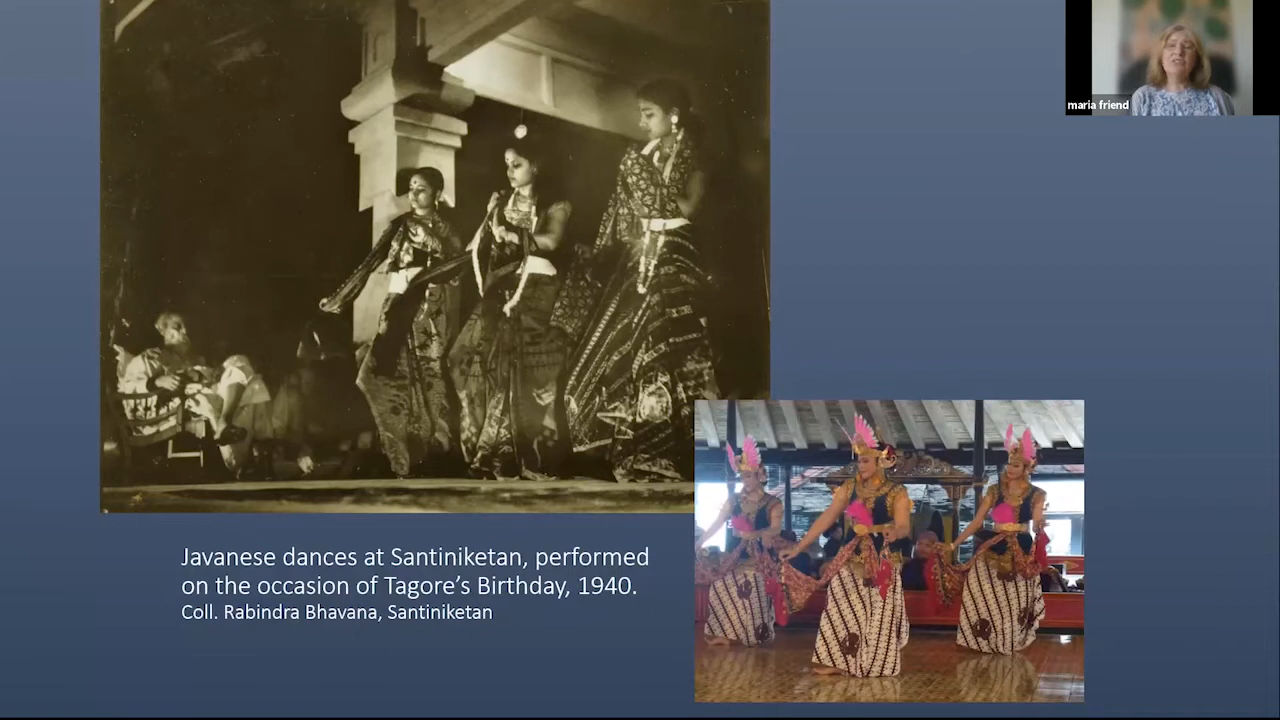 maria friend
Javanese dances at Santiniketan, performed
on the occasion of Tagore’s Birthday, 1940.
Coll. Rabindra Bhavana, Santiniketan